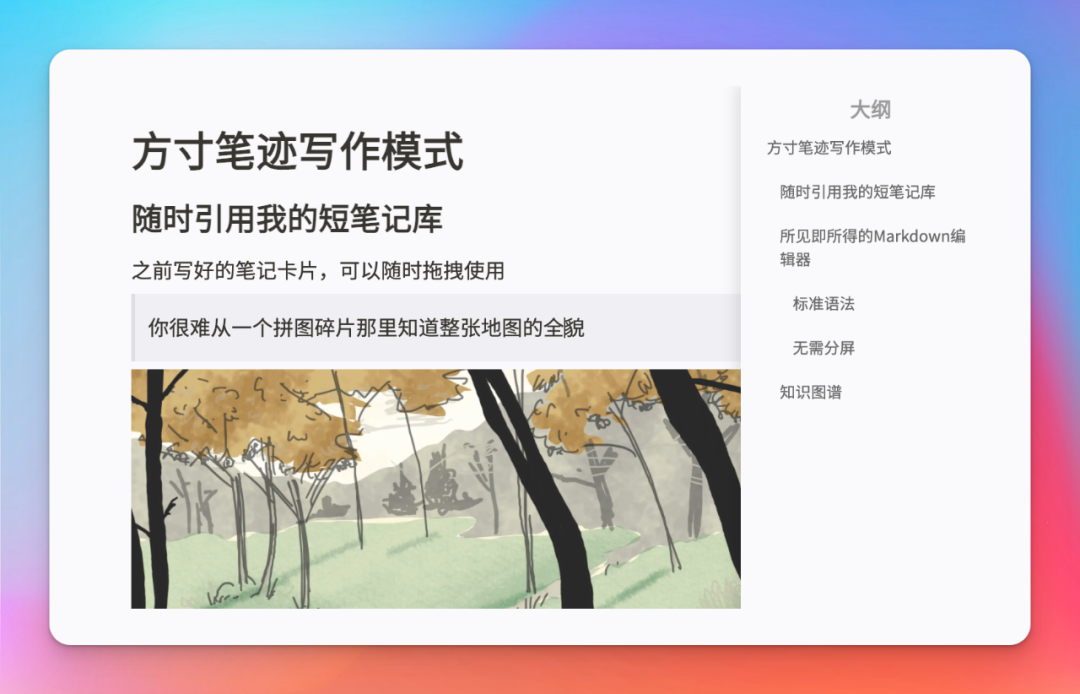 方寸笔迹写作模式
随时引用我的短笔记库
之前写好的笔记卡片，可以随时拖拽使用
你很难从一个拼图碎片那里知道整张地图的全貌
大纲
方寸笔迹写作模式
随时引用我的短笔记库
所见即所得的Markdown编
辑器
标准语法
无需分屏
知识图谱